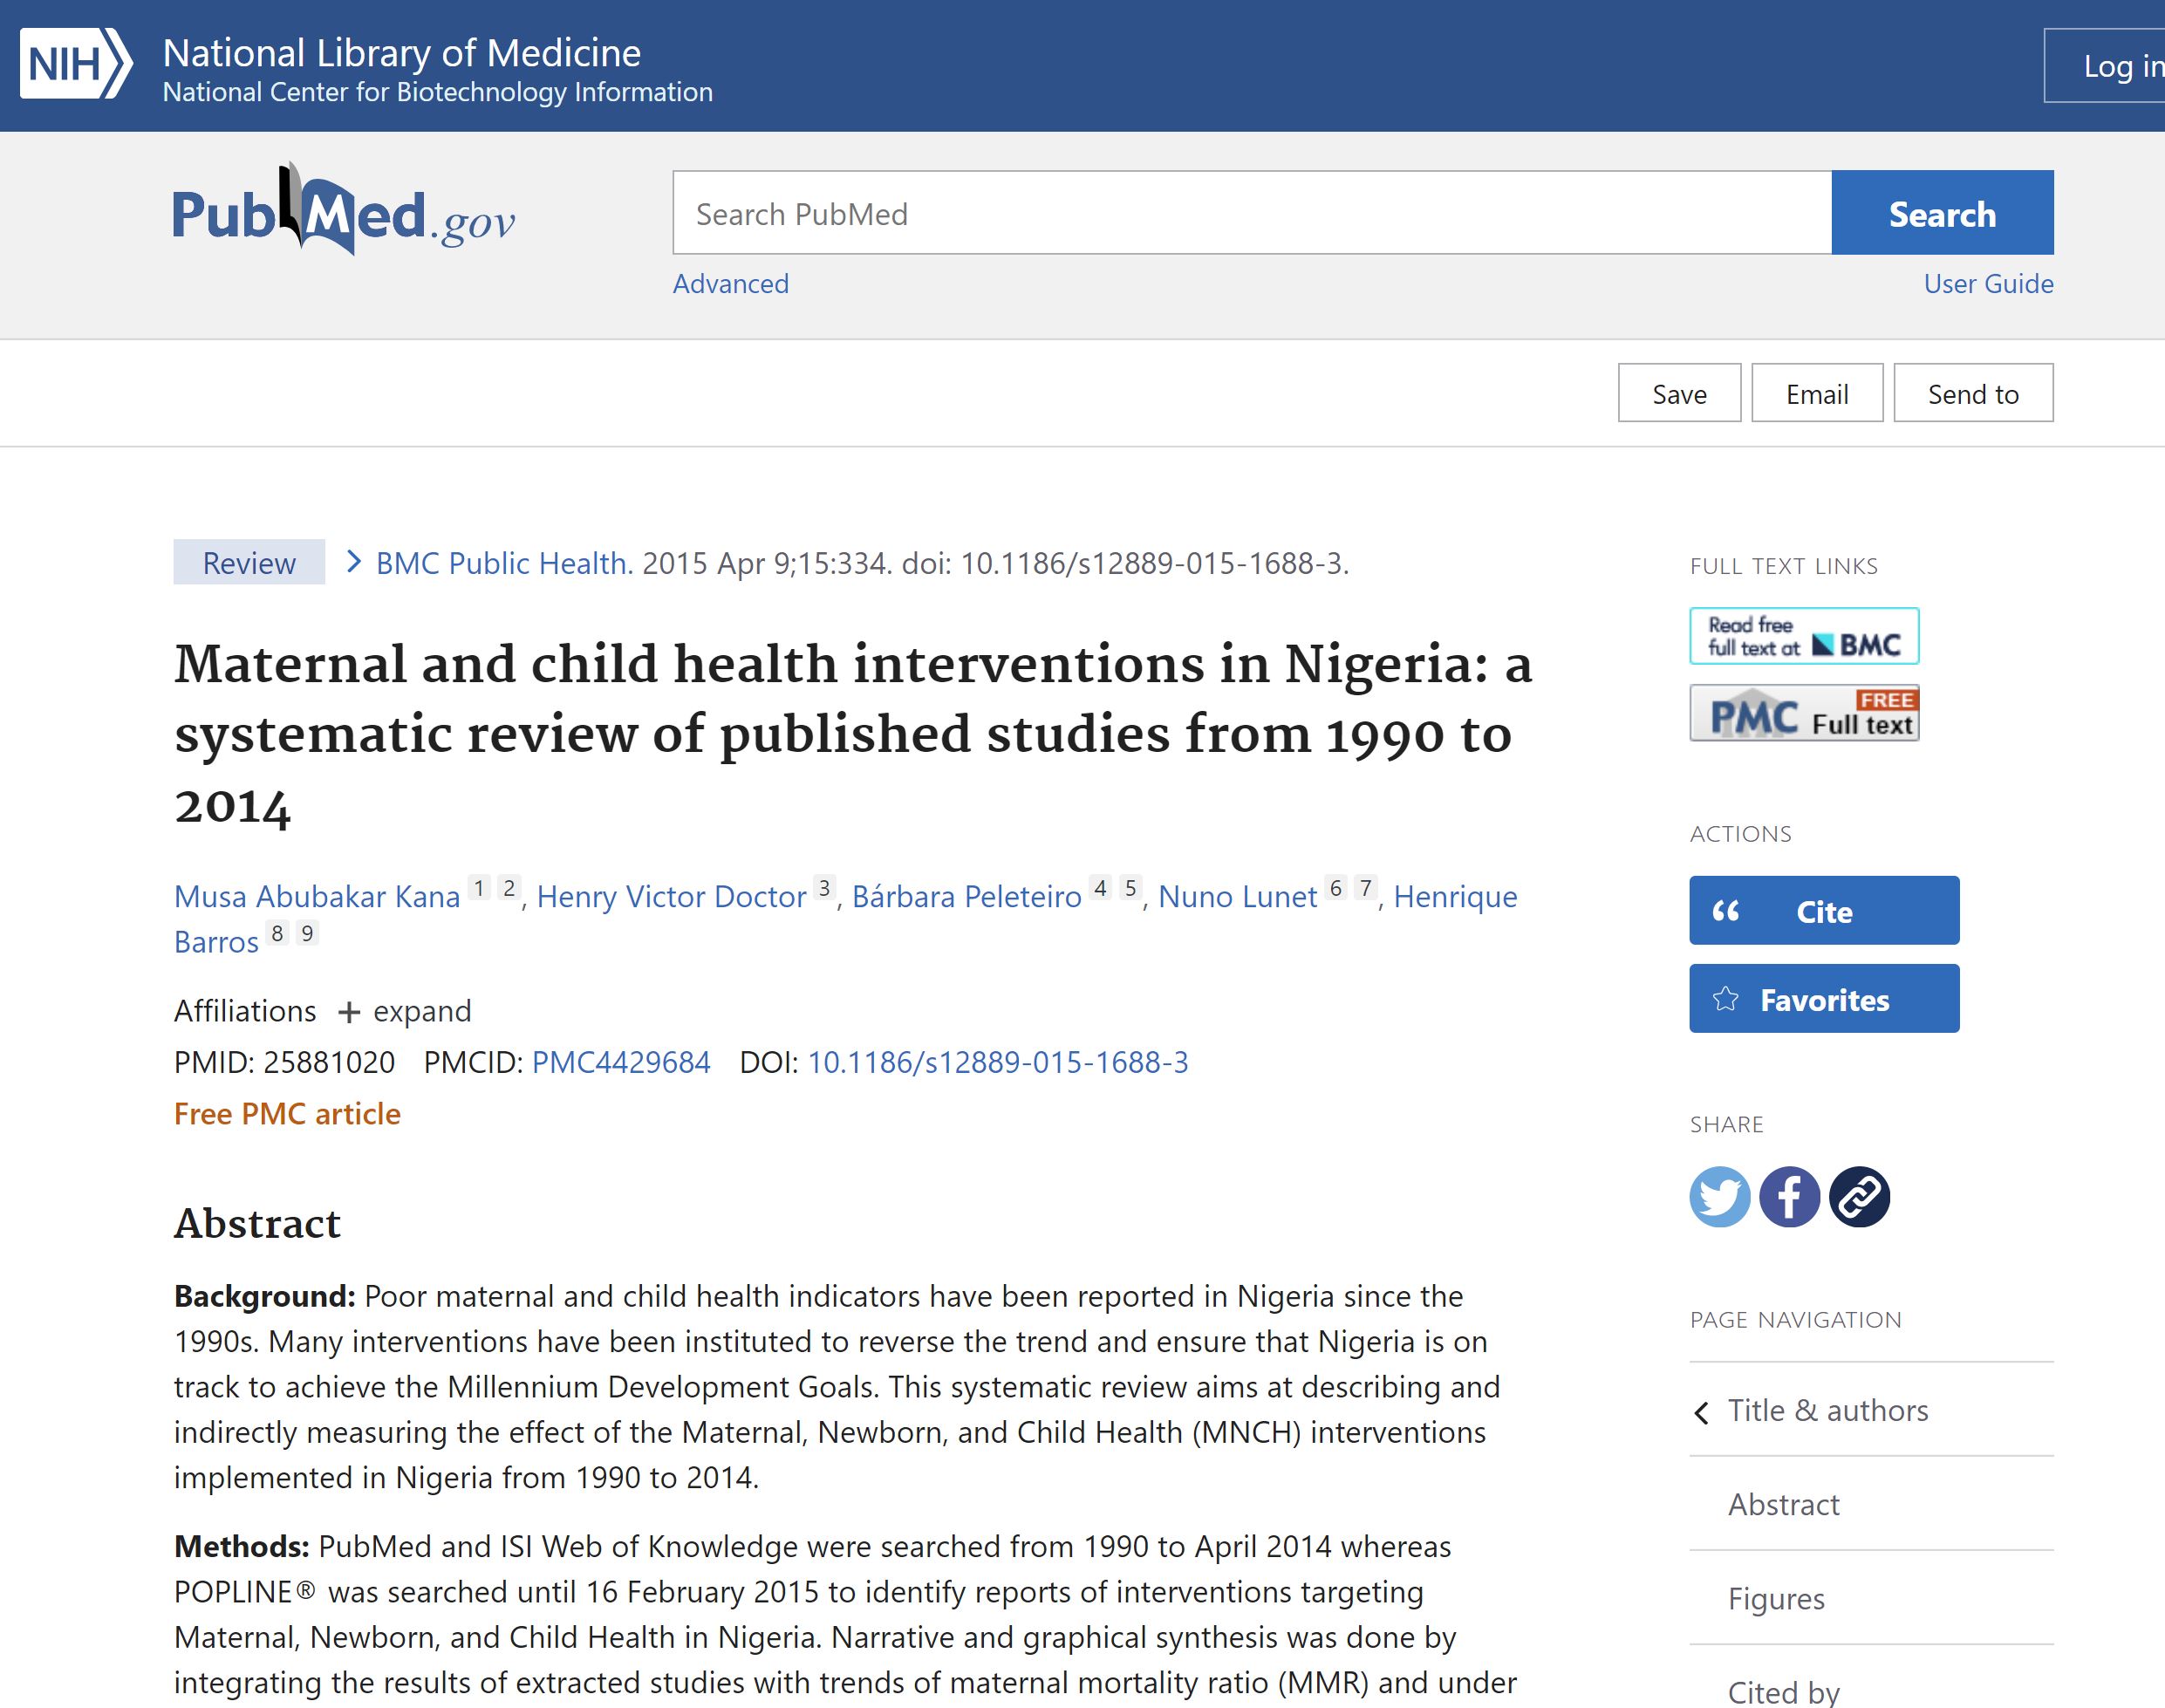 NIH
National Library of Medicine
National Center for Biotechnology Information
Log in
PubMed.gov
Search PubMed
Search
Advanced
User Guide
Save
Email
Send to
Review
BMC Public Health. 2015 Apr 9;15:334. doi: 10.1186/s12889-015-1688-3.
Maternal and child health interventions in Nigeria: a
systematic review of published studies from 1990 to
2014
Musa Abubakar Kana 1 2, Henry Victor Doctor 3, Bárbara Peleteiro 4 5, Nuno Lunet 6 7, Henrique
Barros 8 9
Affiliations + expand
PMID: 25881020 PMCID: PMC4429684 DOI: 10.1186/s12889-015-1688-3
Free PMC article
Abstract
Background: Poor maternal and child health indicators have been reported in Nigeria since the
1990s. Many interventions have been instituted to reverse the trend and ensure that Nigeria is on
track to achieve the Millennium Development Goals. This systematic review aims at describing and
indirectly measuring the effect of the Maternal, Newborn, and Child Health (MNCH) interventions
implemented in Nigeria from 1990 to 2014.
Methods: PubMed and ISI Web of Knowledge were searched from 1990 to April 2014 whereas
POPLINE® was searched until 16 February 2015 to identify reports of interventions targeting
Maternal, Newborn, and Child Health in Nigeria. Narrative and graphical synthesis was done by
integrating the results of extracted studies with trends of maternal mortality ratio (MMR) and under
FULL TEXT LINKS
Read free
full text at BMC
PMC FREE
Full text
ACTIONS
Cite
Favorites
SHARE
PAGE NAVIGATION
Title & authors
Abstract
Figures
Cited by